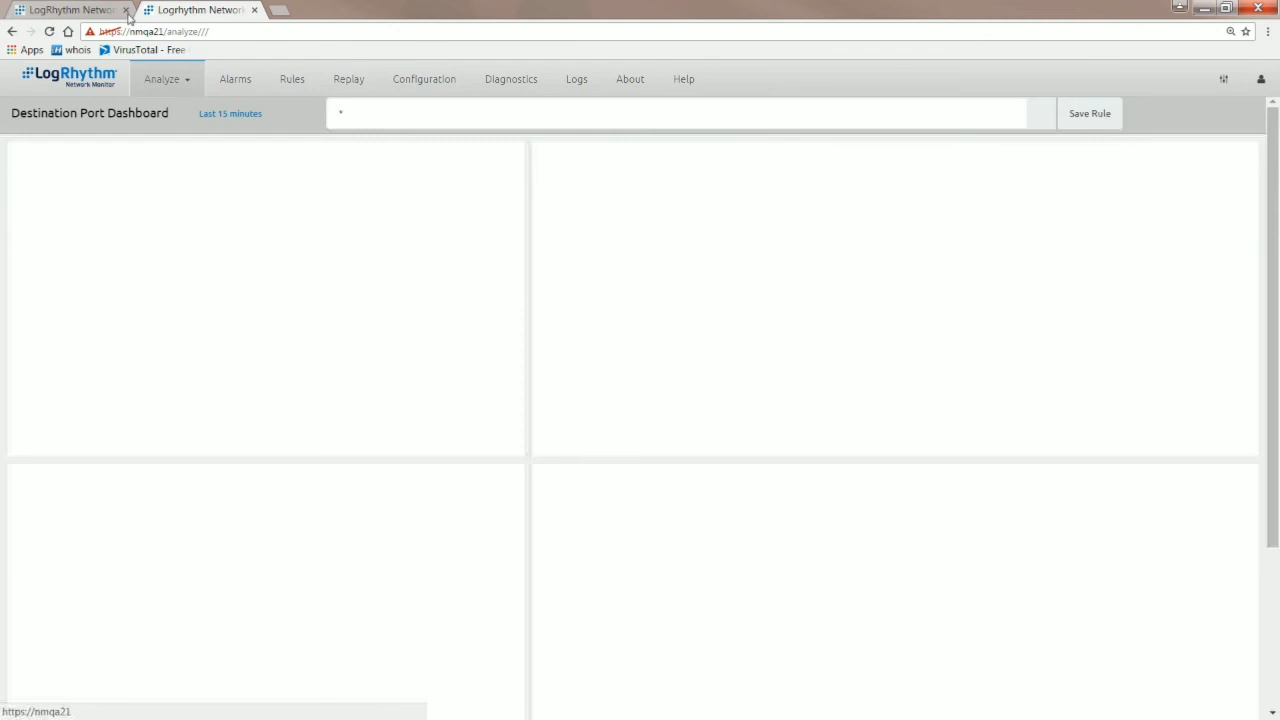 LogRhythm Networ
Logrhythm Network
https://nmqa21/analyze///
Apps whois VirusTotal - Free
LogRhythm
Network Monitor
Analyze Alarms Rules Replay Configuration Diagnostics Logs About Help
Destination Port Dashboard Last 15 minutes * Save Rule
https://nmqa21